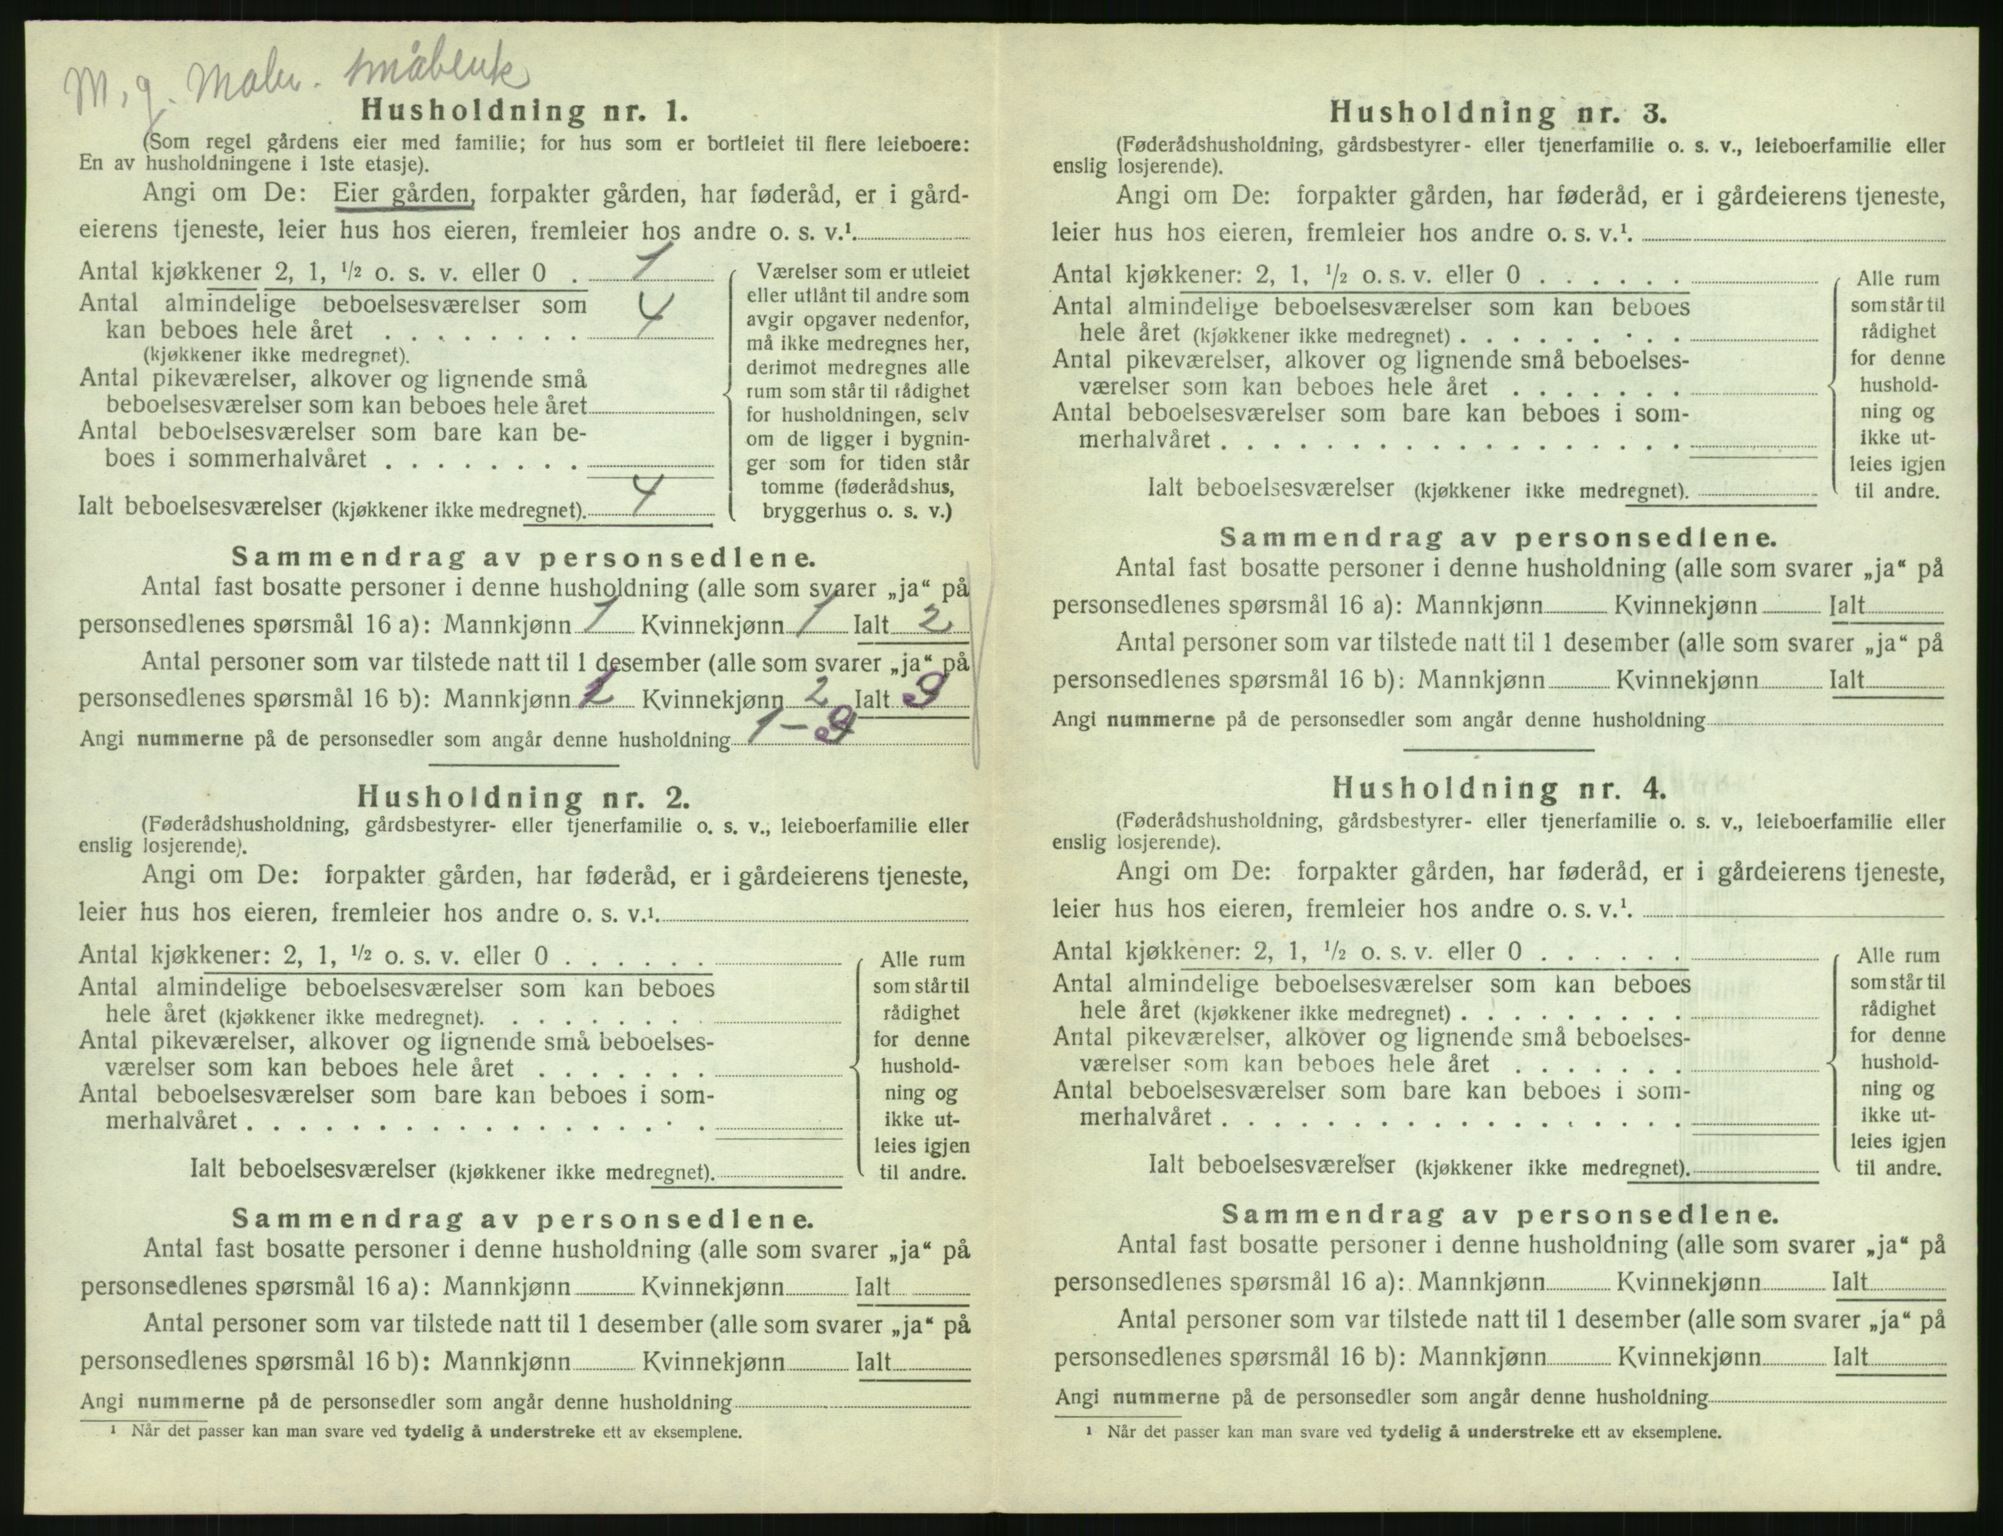 M. g. Maler. småbruk
Husholdning nr. 1.
(Som regel gårdens eier med familie; for hus som er bortleiet til flere leieboere:
En av husholdningene i 1ste etasje).
Angi om De: Eier gården, forpakter gården, har føderåd, er i gård-
eierens tjeneste, leier hus hos eieren, fremleier hos andre o. s. v.¹
Antal kjøkkener 2, 1, ½ o. s. v. eller 0 . 1
Antal almindelige beboelsesværelser som
kan beboes hele året . . . . . . . . 4
(kjøkkener ikke medregnet).
Antal pikeværelser, alkover og lignende små
beboelsesværelser som kan beboes hele året
Antal beboelsesværelser som bare kan be-
boes i sommerhalvåret . . . . . . . .
Ialt beboelsesværelser (kjøkkener ikke medregnet). 4
Værelser som er utleiet
eller utlånt til andre som
avgir opgaver nedenfor,
må ikke medregnes her,
derimot medregnes alle
rum som står til rådighet
for husholdningen, selv
om de ligger i bygnin-
ger som for tiden står
tomme (føderådshus,
bryggerhus o. s. v.)
Sammendrag av personsedlene.
Antal fast bosatte personer i denne husholdning (alle som svarer „ja“ på
personsedlenes spørsmål 16 a): Mannkjønn 1 Kvinnekjønn 1 Ialt 2
Antal personer som var tilstede natt til 1 desember (alle som svarer „ja“ på
personsedlenes spørsmål 16 b): Mannkjønn 1 Kvinnekjønn 2 Ialt 3
Angi nummerne på de personsedler som angår denne husholdning 1-3
Husholdning nr. 2.
(Føderådshusholdning, gårdsbestyrer- eller tjenerfamilie o. s. v., leieboerfamilie eller
enslig losjerende).
Angi om De: forpakter gården, har føderåd, er i gårdeierens tjeneste,
leier hus hos eieren, fremleier hos andre o. s. v.¹
Antal kjøkkener: 2, 1, ½ o. s. v. eller 0 . . . . . .
Antal almindelige beboelsesværelser som kan beboes
hele året (kjøkkener ikke medregnet). . . . . . . . .
Antal pikeværelser, alkover og lignende små beboelses-
værelser som kan beboes hele året . . . . . . .
Antal beboelsesværelser som bare kan beboes i som-
merhalvåret . . . . . . . . . . . . . . . . . .
Ialt beboelsesværelser (kjøkkener ikke medregnet).
Alle rum
som står til
rådighet
for denne
hushold-
ning og
ikke ut-
leies igjen
til andre.
Sammendrag av personsedlene.
Antal fast bosatte personer i denne husholdning (alle som svarer „ja“ på
personsedlenes spørsmål 16 a): Mannkjønn Kvinnekjønn Ialt
Antal personer som var tilstede natt til 1 desember (alle som svarer „ja“ på
personsedlenes spørsmål 16 b): Mannkjønn Kvinnekjønn Ialt
Angi nummerne på de personsedler som angår denne husholdning
¹ Når det passer kan man svare ved tydelig å understreke ett av eksemplene.
Husholdning nr. 3.
(Føderådshusholdning, gårdsbestyrer- eller tjenerfamilie o. s. v., leieboerfamilie eller
enslig losjerende).
Angi om De: forpakter gården, har føderåd, er i gårdeierens tjeneste,
leier hus hos eieren, fremleier hos andre o. s. v.¹
Antal kjøkkener: 2, 1, ½ o. s. v. eller 0 . . . . . .
Antal almindelige beboelsesværelser som kan beboes
hele året (kjøkkener ikke medregnet) . . . . . . . . .
Antal pikeværelser, alkover og lignende små beboelses-
værelser som kan beboes hele året . . . . . . .
Antal beboelsesværelser som bare kan beboes i som-
merhalvåret . . . . . . . . . . . . . . . . . .
Ialt beboelsesværelser (kjøkkener ikke medregnet).
Alle rum
som står til
rådighet
for denne
hushold-
ning og
ikke ut-
leies igjen
til andre.
Sammendrag av personsedlene.
Antal fast bosatte personer i denne husholdning (alle som svarer „ja“ på
personsedlenes spørsmål 16 a): Mannkjønn Kvinnekjønn Ialt
Antal personer som var tilstede natt til 1 desember (alle som svarer „ja“ på
personsedlenes spørsmål 16 b): Mannkjønn Kvinnekjønn Ialt
Angi nummerne på de personsedler som angår denne husholdning
Husholdning nr. 4.
(Føderådshusholdning, gårdsbestyrer- eller tjenerfamilie o. s. v., leieboerfamilie eller
enslig losjerende).
Angi om De: forpakter gården, har føderåd, er i gårdeierens tjeneste,
leier hus hos eieren, fremleier hos andre o. s. v.¹
Antal kjøkkener: 2, 1, ½ o. s. v. eller 0 . . . . . .
Antal almindelige beboelsesværelser som kan beboes
hele året (kjøkkener ikke medregnet) . . . . . . . . .
Antal pikeværelser, alkover og lignende små beboelses-
værelser som kan beboes hele året . . . . . . .
Antal beboelsesværelser som bare kan beboes i som-
merhalvåret . . . . . . . . . . . . . . . . . .
Ialt beboelsesværelser (kjøkkener ikke medregnet).
Alle rum
som står til
rådighet
for denne
hushold-
ning og
ikke ut-
leies igjen
til andre.
Sammendrag av personsedlene.
Antal fast bosatte personer i denne husholdning (alle som svarer „ja“ på
personsedlenes spørsmål 16 a): Mannkjønn Kvinnekjønn Ialt
Antal personer som var tilstede natt til 1 desember (alle som svarer „ja“ på
personsedlenes spørsmål 16 b): Mannkjønn Kvinnekjønn Ialt
Angi nummerne på de personsedler som angår denne husholdning
¹ Når det passer kan man svare ved tydelig å understreke ett av eksemplene.